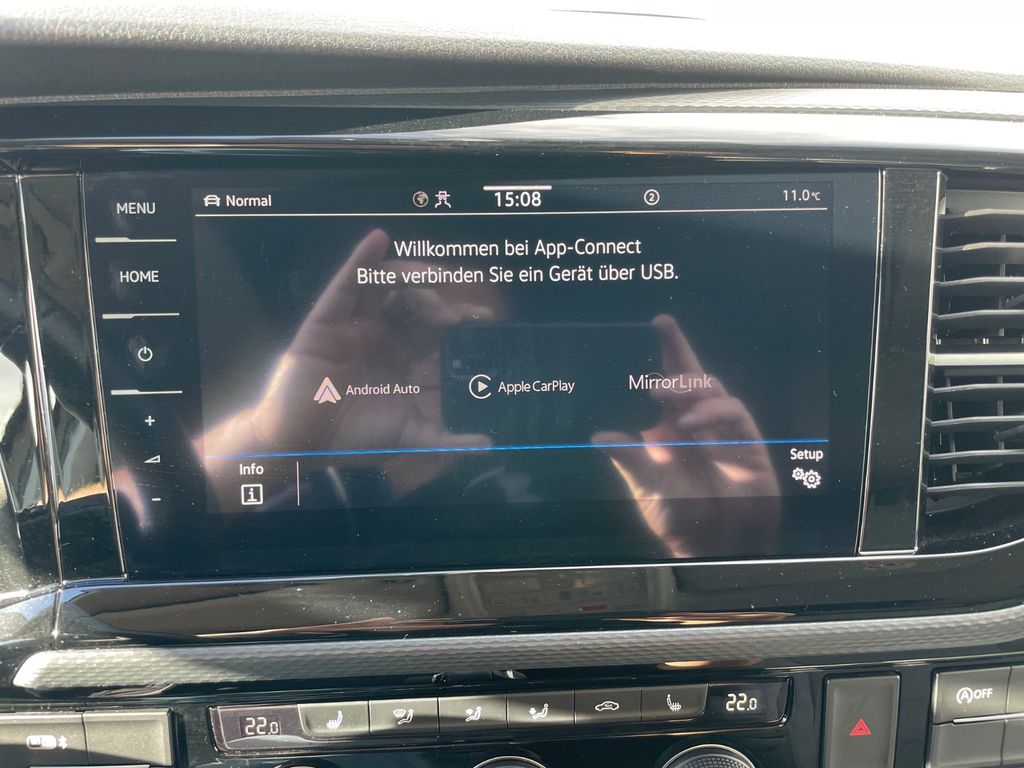 MENU
HOME
Normal
15:08
2
11.0°C
Willkommen bei App-Connect
Bitte verbinden Sie ein Gerät über USB.
Android Auto
Apple CarPlay
MirrorLink
Info
i
Setup
22.0
22.0
A OFF